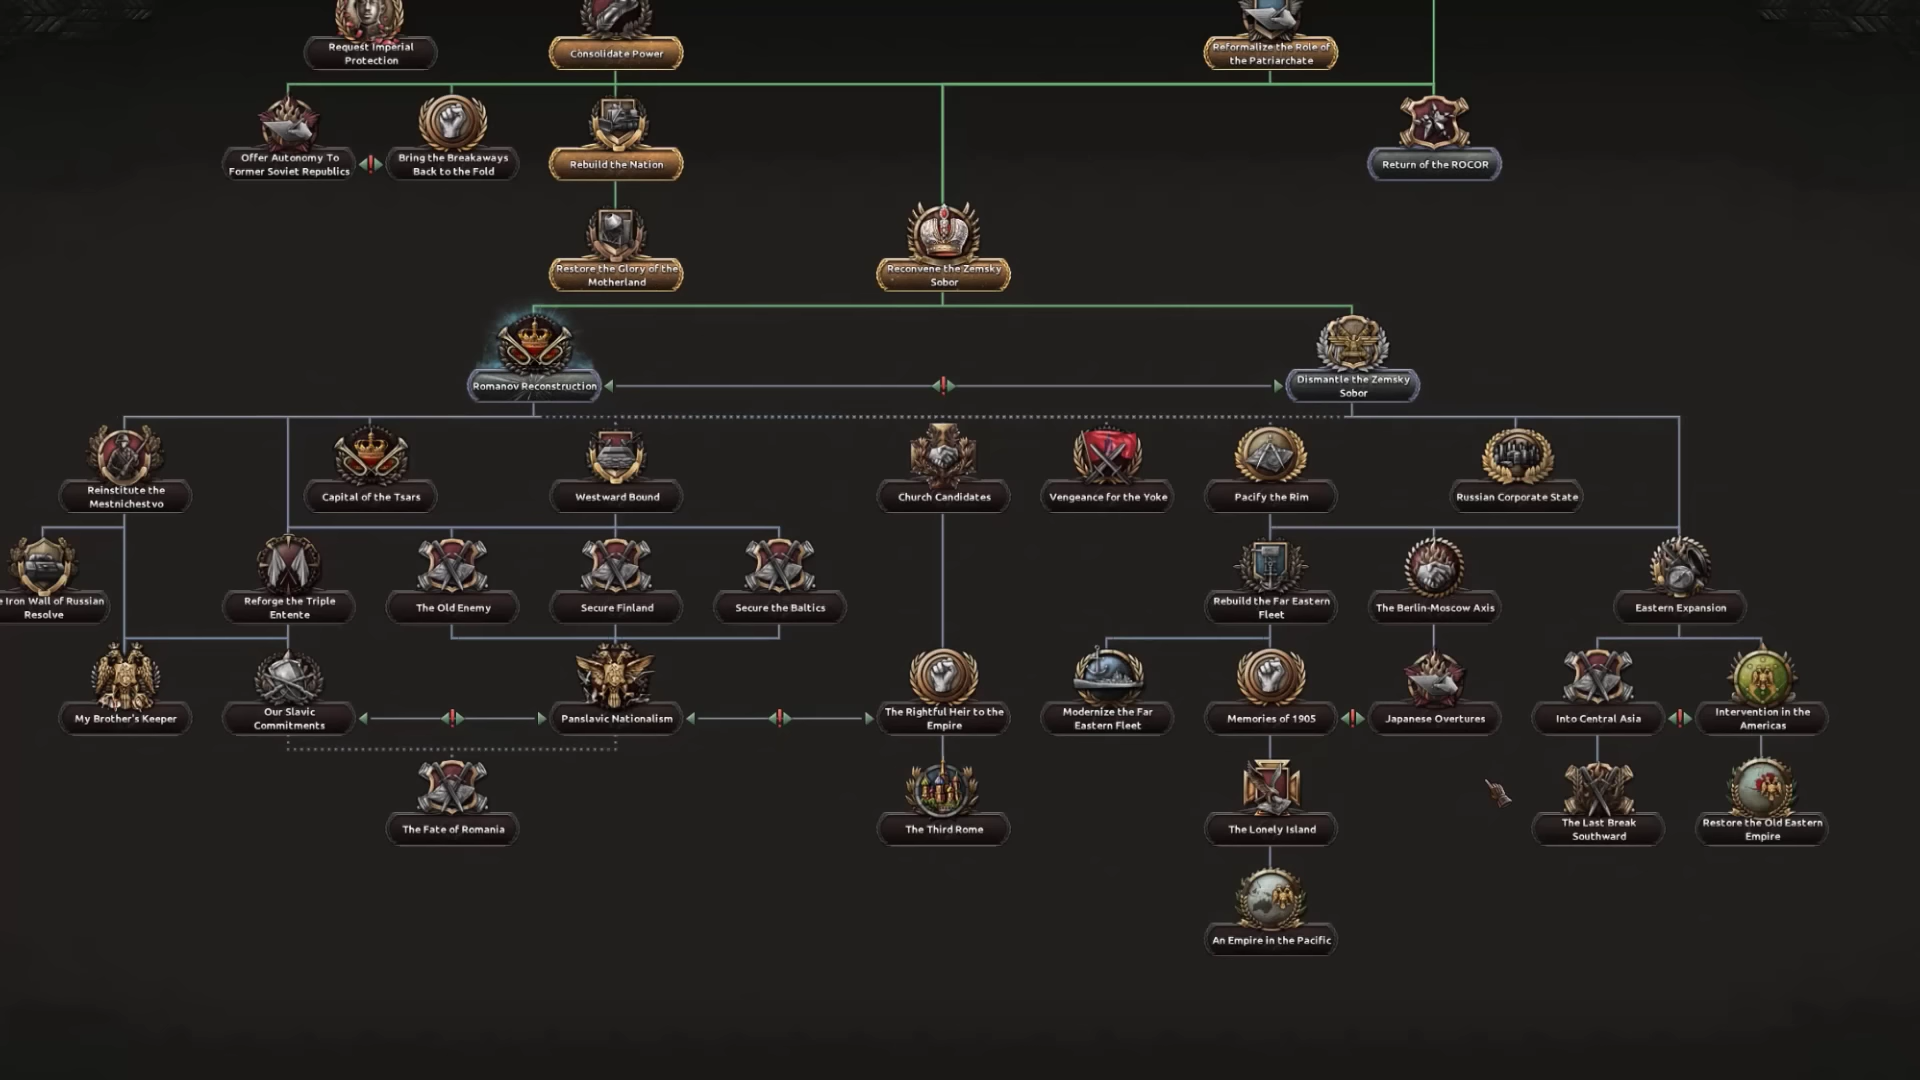 Request Imperial
Protection
Consolidate Power
Reformalize the Role of
the Patriarchate
Offer Autonomy To
Former Soviet Republics
Bring the Breakaways
Back to the Fold
Rebuild the Nation
Return of the ROCOR
Restore the Glory of the
Motherland
Reconvene the Zemsky
Sobor
Romanov Reconstruction
Dismantle the Zemsky
Sobor
Reinstitute the
Mestnichestvo
Capital of the Tsars
Westward Bound
Church Candidates
Vengeance for the Yoke
Pacify the Rim
Russian Corporate State
e Iron Wall of Russian
Resolve
Reforge the Triple
Entente
The Old Enemy
Secure Finland
Secure the Baltics
Rebuild the Far Eastern
Fleet
The Berlin-Moscow Axis
Eastern Expansion
My Brother's Keeper
Our Slavic
Commitments
Panslavic Nationalism
The Rightful Heir to the
Empire
Modernize the Far
Eastern Fleet
Memories of 1905
Japanese Overtures
Into Central Asia
Intervention in the
Americas
The Fate of Romania
The Third Rome
The Lonely Island
The Last Break
Southward
Restore the Old Eastern
Empire
An Empire in the Pacific